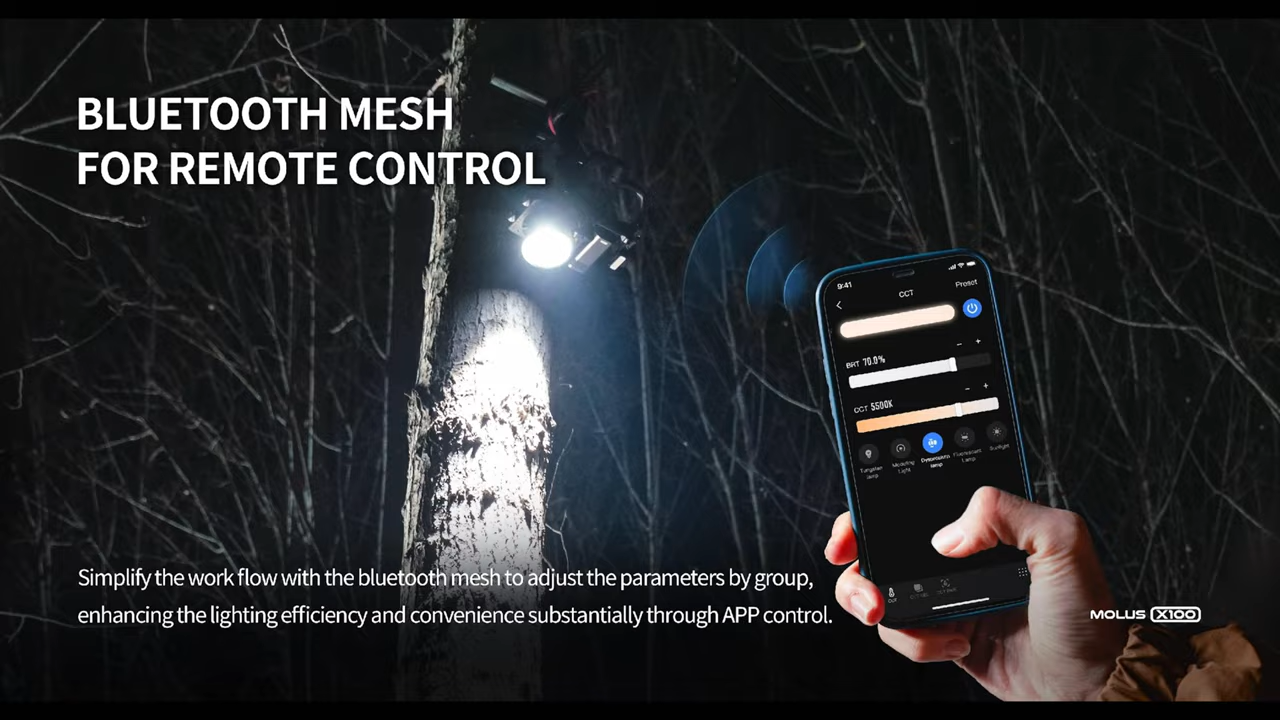 BLUETOOTH MESH
FOR REMOTE CONTROL
9:41
CCT
Preset
BRT 70.0%
CCT 5500K
Tungsten Lamp
Modeling Light
Fluorescent Lamp
Sunlight
Simplify the work flow with the bluetooth mesh to adjust the parameters by group,
enhancing the lighting efficiency and convenience substantially through APP control.
MOLUS X100